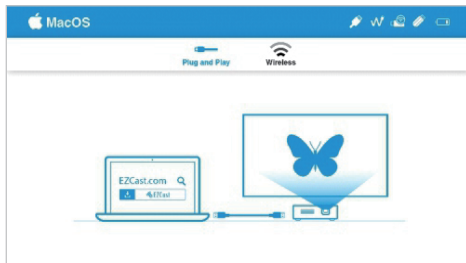 MacOS
Plug and Play
Wireless
EZCast.com
EZCast